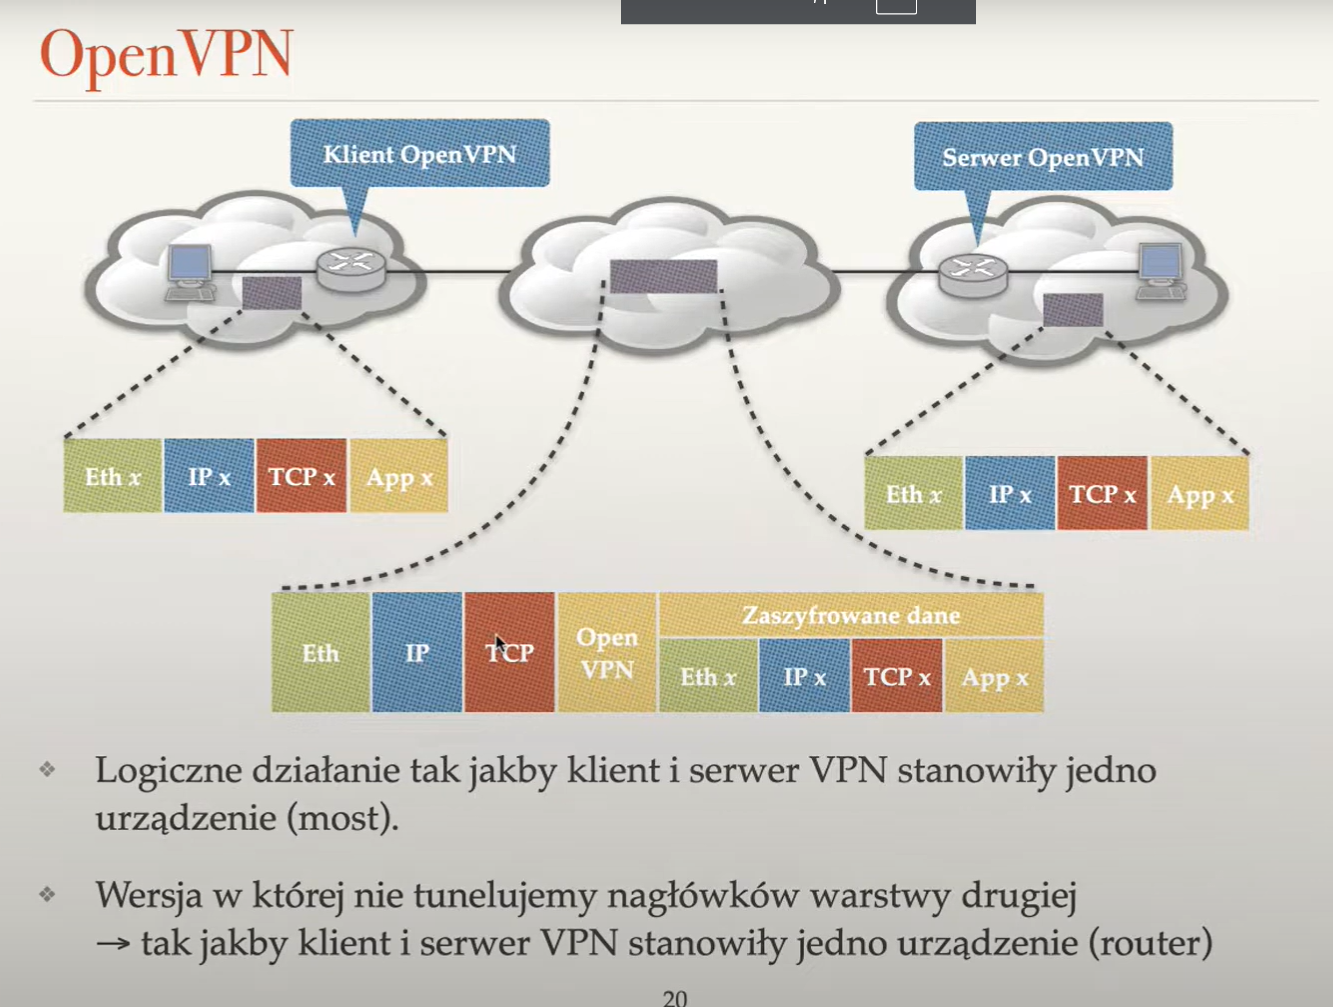 OpenVPN
Klient OpenVPN
Serwer OpenVPN
Eth x
IP x
TCP x
App x
Eth x
IP x
TCP x
App x
Eth
IP
TCP
Open
VPN
Zaszyfrowane dane
Eth x
IP x
TCP x
App x
❖ Logiczne działanie tak jakby klient i serwer VPN stanowiły jedno
urządzenie (most).
❖ Wersja w której nie tunelujemy nagłówków warstwy drugiej
→ tak jakby klient i serwer VPN stanowiły jedno urządzenie (router)
20